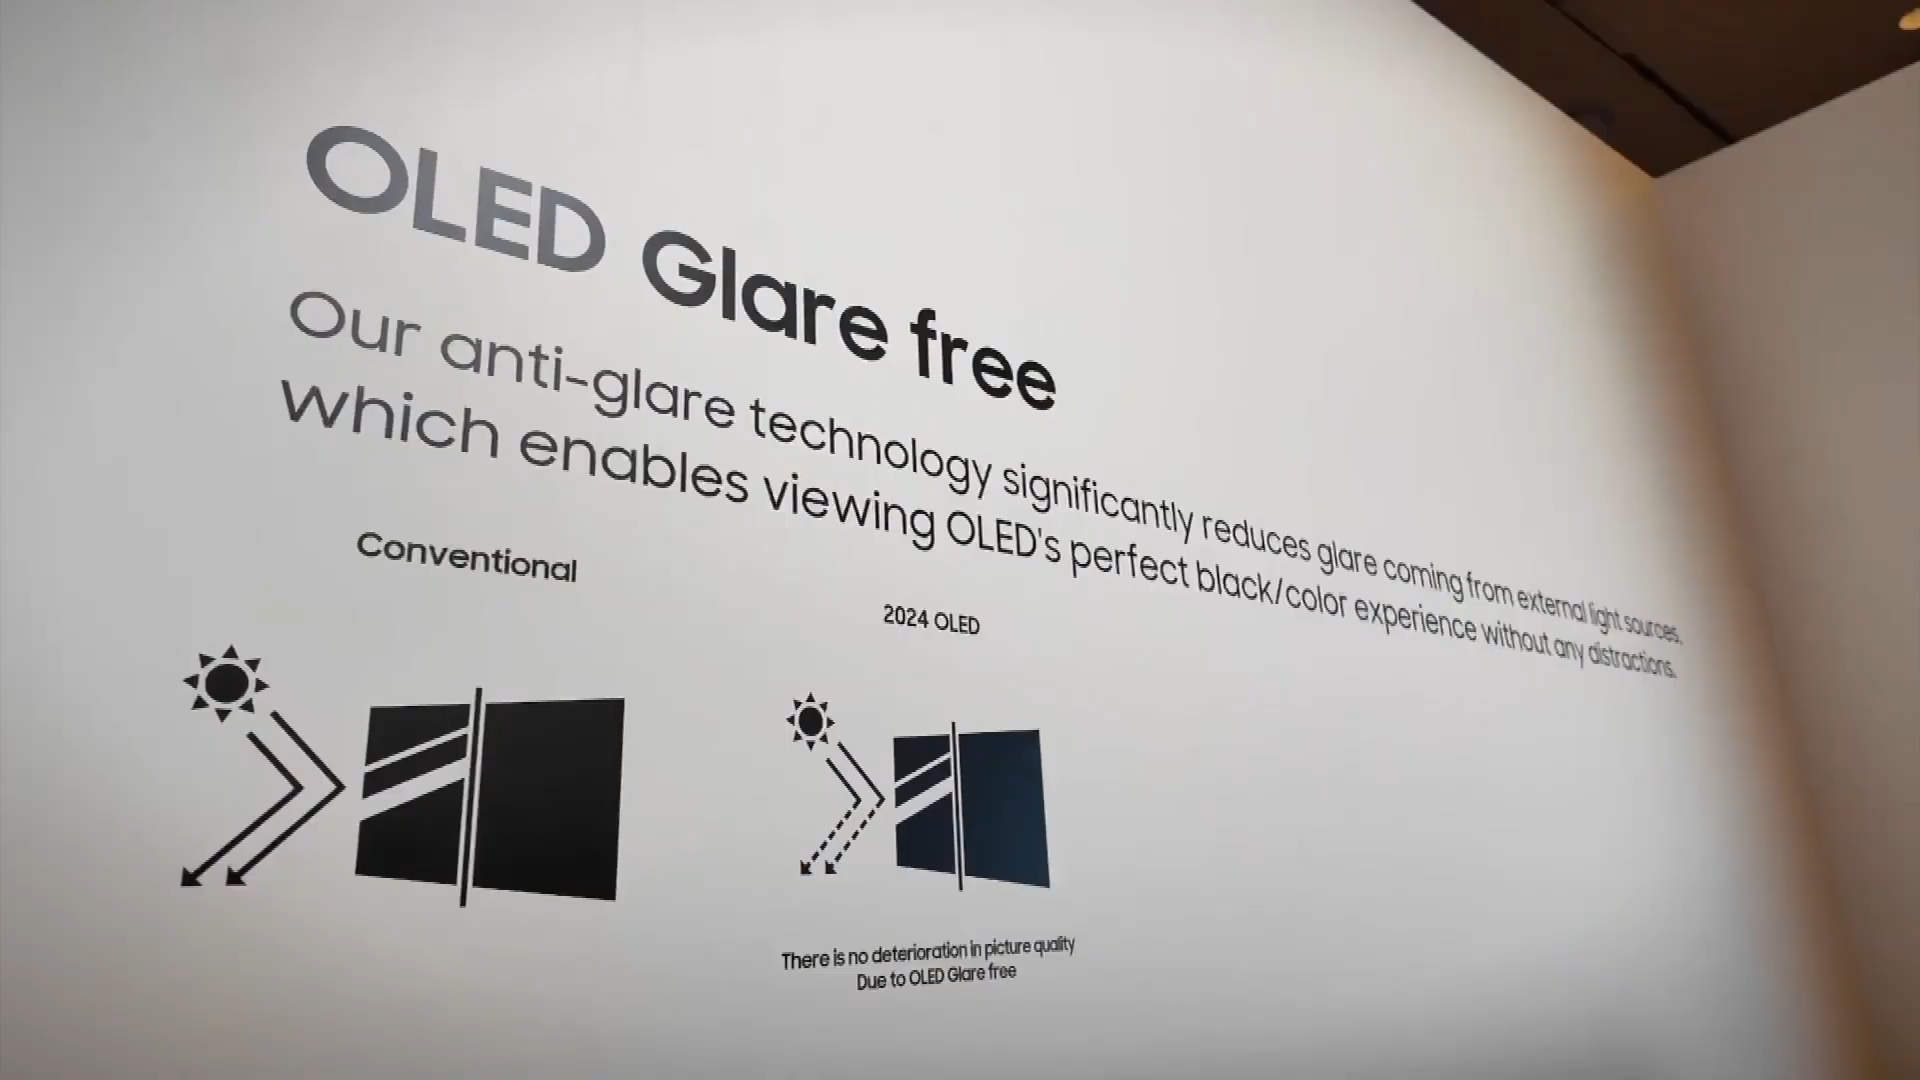 OLED Glare free
Our anti-glare technology significantly reduces glare coming from external light sources,
which enables viewing OLED's perfect black/color experience without any distractions.
Conventional
2024 OLED
There is no deterioration in picture quality
Due to OLED Glare free